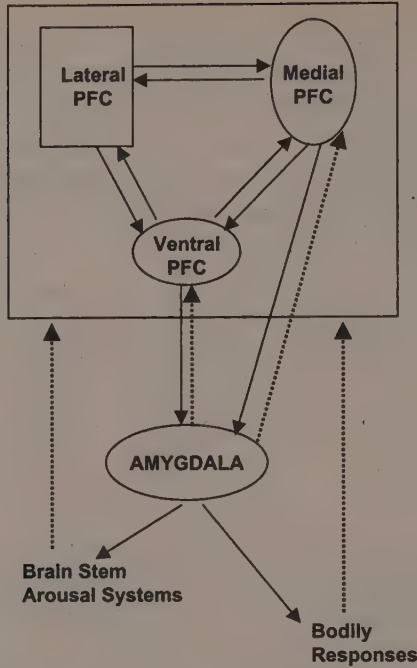 Lateral
PFC
Medial
PFC
Ventral
PFC
AMYGDALA
Brain Stem
Arousal Systems
Bodily
Responses